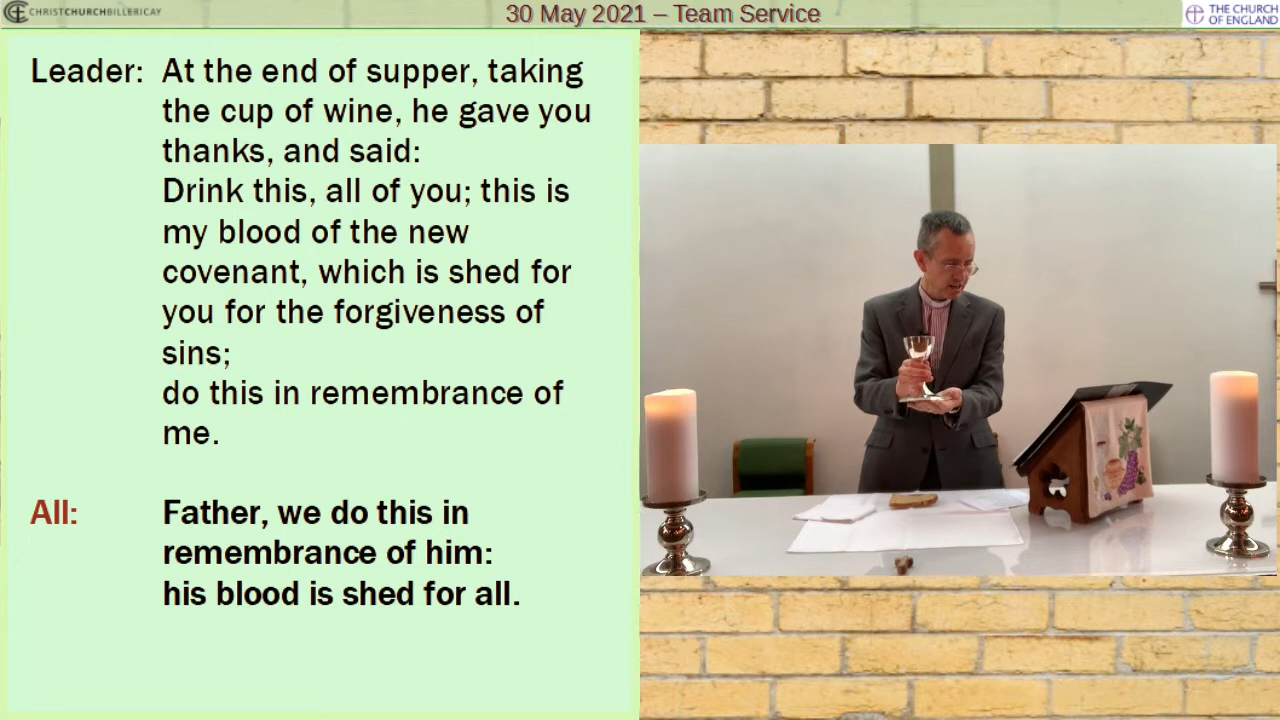 CHRISTCHURCHBILLERICAY
30 May 2021 – Team Service
THE CHURCH
OF ENGLAND
Leader: At the end of supper, taking
the cup of wine, he gave you
thanks, and said:
Drink this, all of you; this is
my blood of the new
covenant, which is shed for
you for the forgiveness of
sins;
do this in remembrance of
me.
All: Father, we do this in
remembrance of him:
his blood is shed for all.